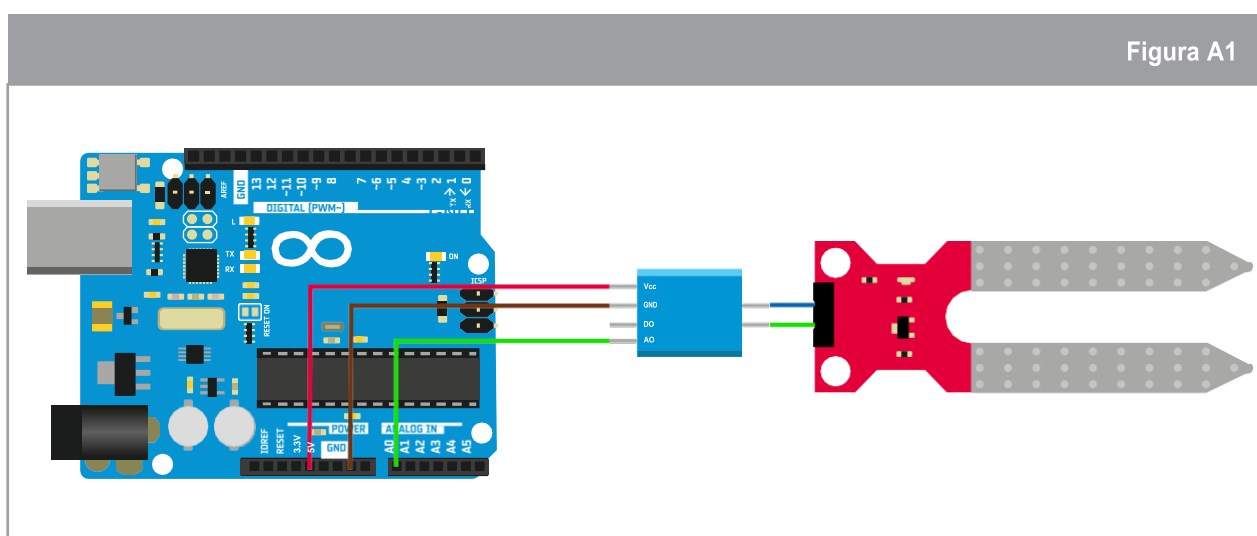 Figura A1
AREF
GND
13
12
~11
~10
~9
8
7
~6
~5
4
~3
2
TX→1
RX←0
DIGITAL (PWM~)
L
TX
RX
ON
ICSP
RESET ON
Vcc
GND
DO
AO
IOREF
RESET
3.3V
5V
GND
POWER
ANALOG IN
A0
A1
A2
A3
A4
A5